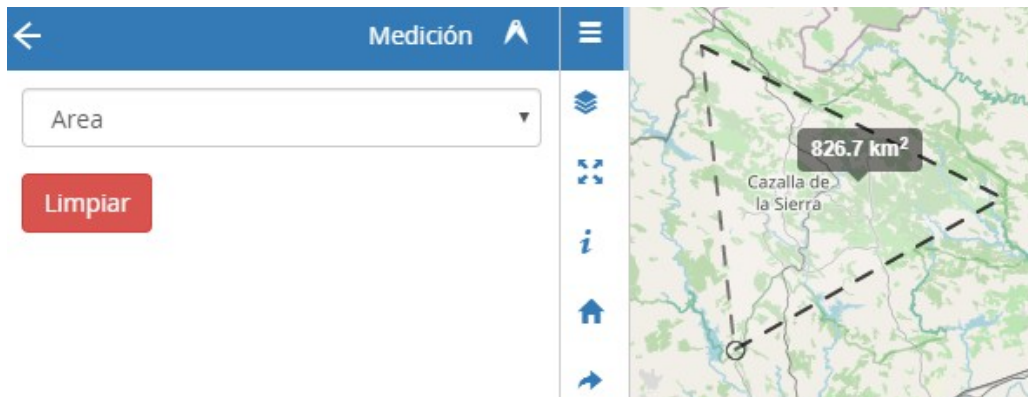 Medición
Area
Limpiar
826.7 km²
Cazalla de
la Sierra